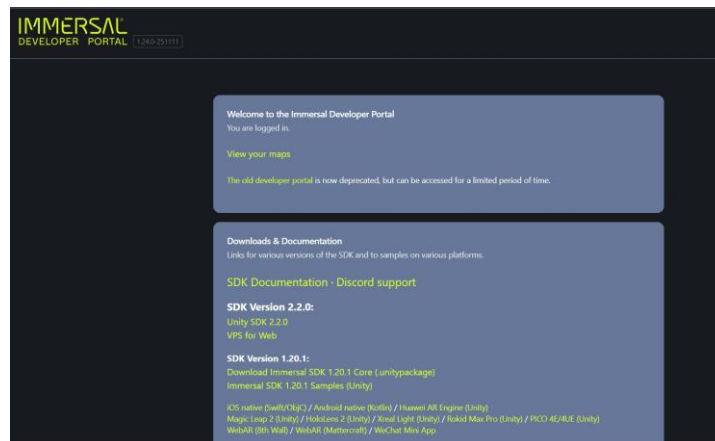 IMMERSAL
DEVELOPER PORTAL 1.24.0-251111
Welcome to the Immersal Developer Portal
You are logged in.
View your maps
The old developer portal is now deprecated, but can be accessed for a limited period of time.
Downloads & Documentation
Links for various versions of the SDK and to samples on various platforms.
SDK Documentation · Discord support
SDK Version 2.2.0:
Unity SDK 2.2.0
VPS for Web
SDK Version 1.20.1:
Download Immersal SDK 1.20.1 Core (.unitypackage)
Immersal SDK 1.20.1 Samples (Unity)
iOS native (Swift/ObjC) / Android native (Kotlin) / Huawei AR Engine (Unity)
Magic Leap 2 (Unity) / HoloLens 2 (Unity) / Xreal Light (Unity) / Rokid Max Pro (Unity) / PICO 4E/4UE (Unity)
WebAR (8th Wall) / WebAR (Mattercraft) / WeChat Mini App